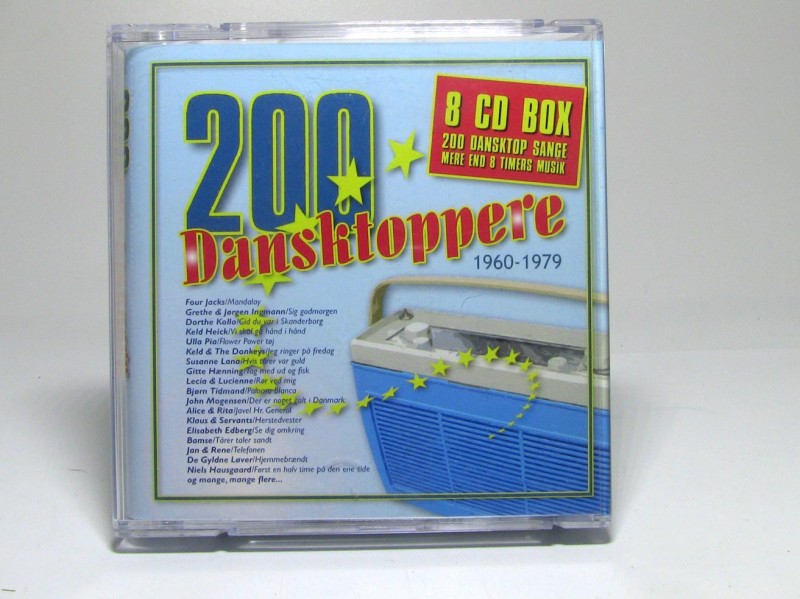 200
Dansktoppere
1960-1979
8 CD BOX
200 DANSKTOP SANGE
MERE END 8 TIMERS MUSIK
Four Jacks/Mandalay
Grethe & Jørgen Ingmann/Sig godmorgen
Dorthe Kollo/Gid du var i Skanderborg
Keld Heick/Vi skal gå hånd i hånd
Ulla Pia/Flower Power tøj
Keld & The Donkeys/Jeg ringer på fredag
Susanne Lana/Hvis tårer var guld
Gitte Hænning/Tag med ud og fisk
Lecia & Lucienne/Rør ved mig
Bjørn Tidmand/Paloma Blanca
John Mogensen/Der er noget galt i Danmark
Alice & Rita/Javel Hr. General
Klaus & Servants/Herstedvester
Elisabeth Edberg/Se dig omkring
Bamse/Tårer taler sandt
Jan & Rene/Telefonen
De Gyldne Løver/Hjemmebrændt
Niels Hausgaard/Først en halv time på den ene side
og mange, mange flere...